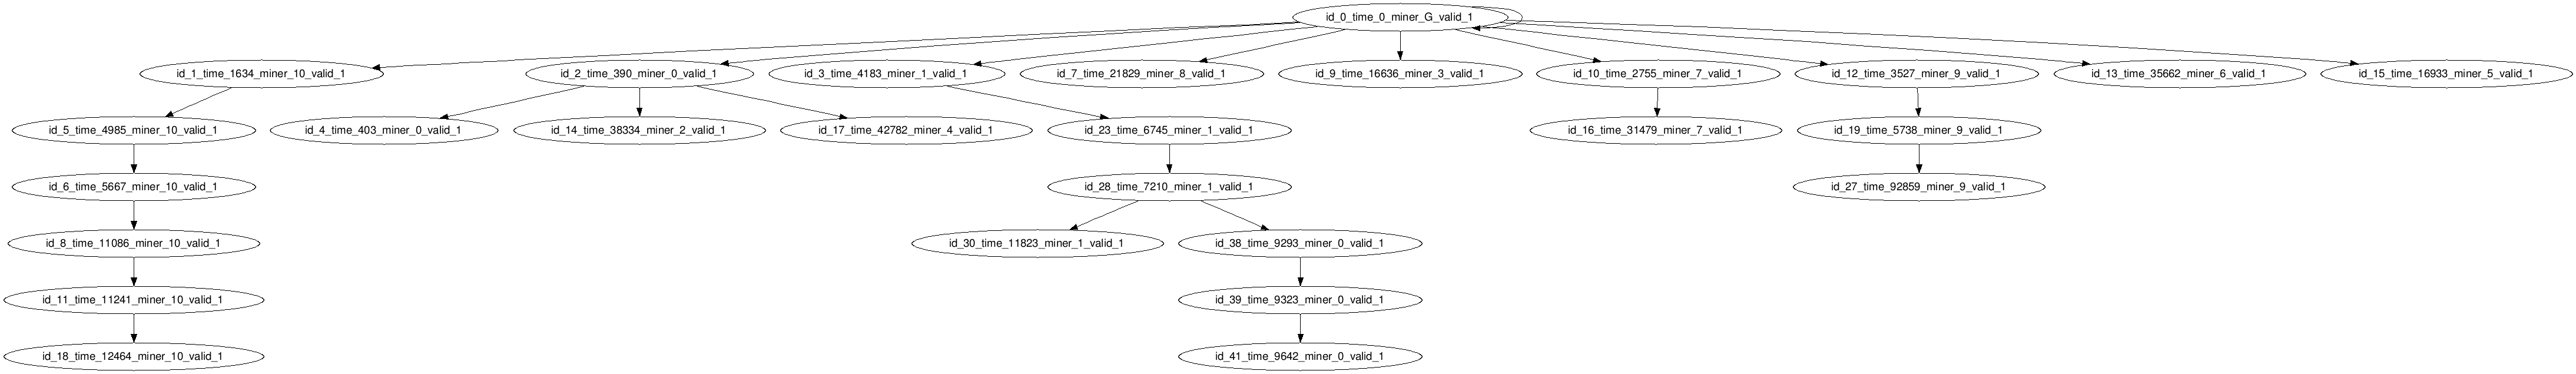 id_0_time_0_miner_G_valid_1
id_1_time_1634_miner_10_valid_1
id_2_time_390_miner_0_valid_1
id_3_time_4183_miner_1_valid_1
id_7_time_21829_miner_8_valid_1
id_9_time_16636_miner_3_valid_1
id_10_time_2755_miner_7_valid_1
id_12_time_3527_miner_9_valid_1
id_13_time_35662_miner_6_valid_1
id_15_time_16933_miner_5_valid_1
id_5_time_4985_miner_10_valid_1
id_4_time_403_miner_0_valid_1
id_14_time_38334_miner_2_valid_1
id_17_time_42782_miner_4_valid_1
id_23_time_6745_miner_1_valid_1
id_16_time_31479_miner_7_valid_1
id_19_time_5738_miner_9_valid_1
id_6_time_5667_miner_10_valid_1
id_28_time_7210_miner_1_valid_1
id_27_time_92859_miner_9_valid_1
id_8_time_11086_miner_10_valid_1
id_30_time_11823_miner_1_valid_1
id_38_time_9293_miner_0_valid_1
id_11_time_11241_miner_10_valid_1
id_39_time_9323_miner_0_valid_1
id_18_time_12464_miner_10_valid_1
id_41_time_9642_miner_0_valid_1